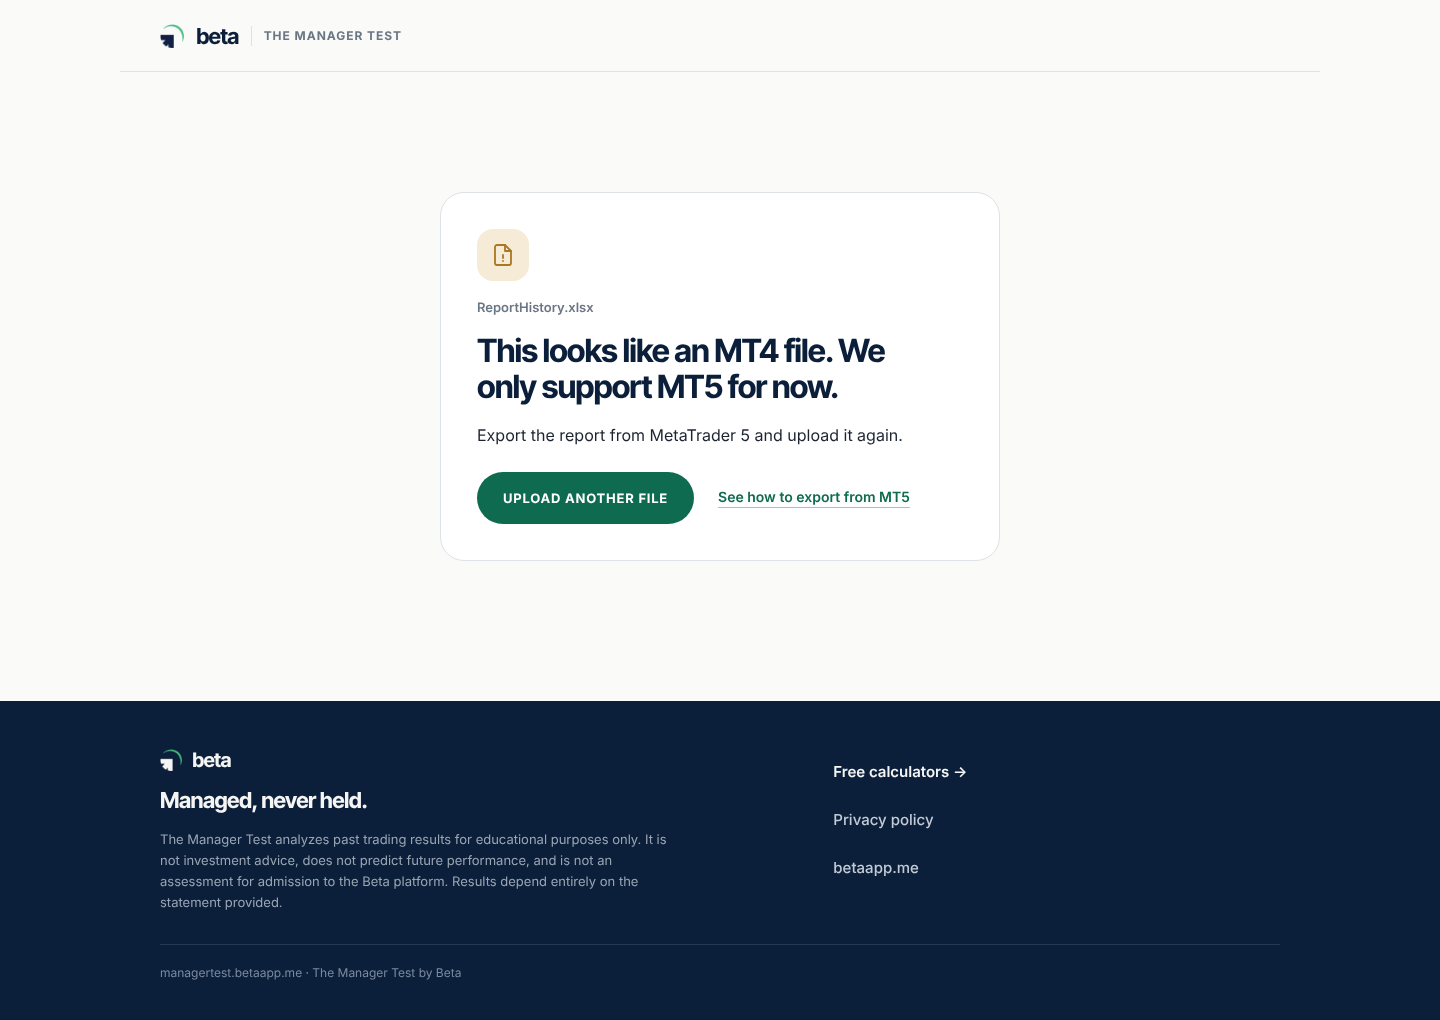 beta
THE MANAGER TEST
ReportHistory.xlsx
This looks like an MT4 file. We
only support MT5 for now.
Export the report from MetaTrader 5 and upload it again.
UPLOAD ANOTHER FILE
See how to export from MT5
beta
Managed, never held.
The Manager Test analyzes past trading results for educational purposes only. It is
not investment advice, does not predict future performance, and is not an
assessment for admission to the Beta platform. Results depend entirely on the
statement provided.
Free calculators →
Privacy policy
betaapp.me
managertest.betaapp.me · The Manager Test by Beta